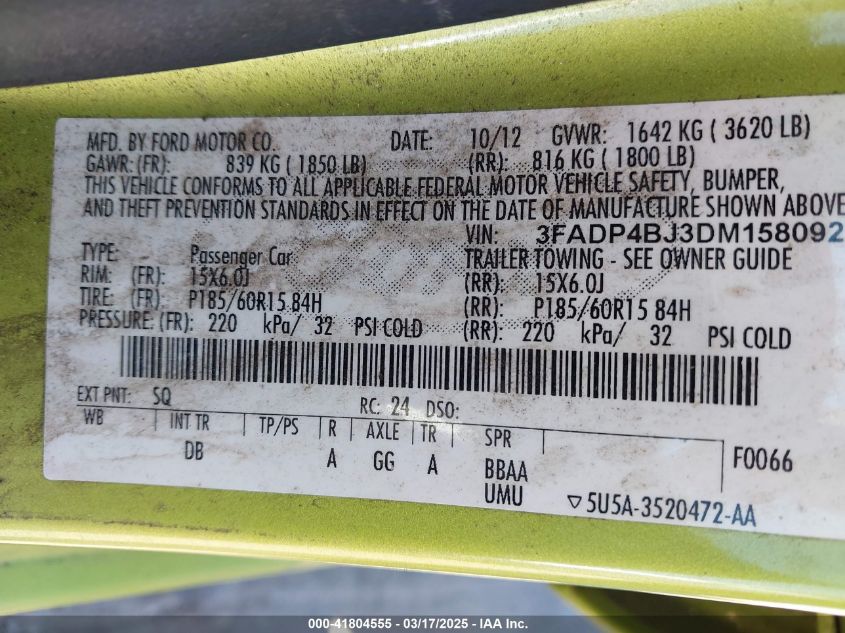 MFD. BY FORD MOTOR CO. DATE: 10/12 GVWR: 1642 KG ( 3620 LB)
GAWR: (FR): 839 KG ( 1850 LB) (RR): 816 KG ( 1800 LB)
THIS VEHICLE CONFORMS TO ALL APPLICABLE FEDERAL MOTOR VEHICLE SAFETY, BUMPER,
AND THEFT PREVENTION STANDARDS IN EFFECT ON THE DATE OF MANUFACTURE SHOWN ABOVE
VIN: 3FADP4BJ3DM158092
TYPE: Passenger Car TRAILER TOWING - SEE OWNER GUIDE
RIM: (FR): 15X6.0J (RR): 15X6.0J
TIRE: (FR): P185/60R15 84H (RR): P185/60R15 84H
PRESSURE: (FR): 220 kPa/ 32 PSI COLD (RR): 220 kPa/ 32 PSI COLD
EXT PNT: SQ RC: 24 DSO:
WB INT TR TP/PS R AXLE TR SPR
DB A GG A BBAA F0066
UMU ▽5U5A-3520472-AA
000-41804555 - 03/17/2025 - IAA Inc.